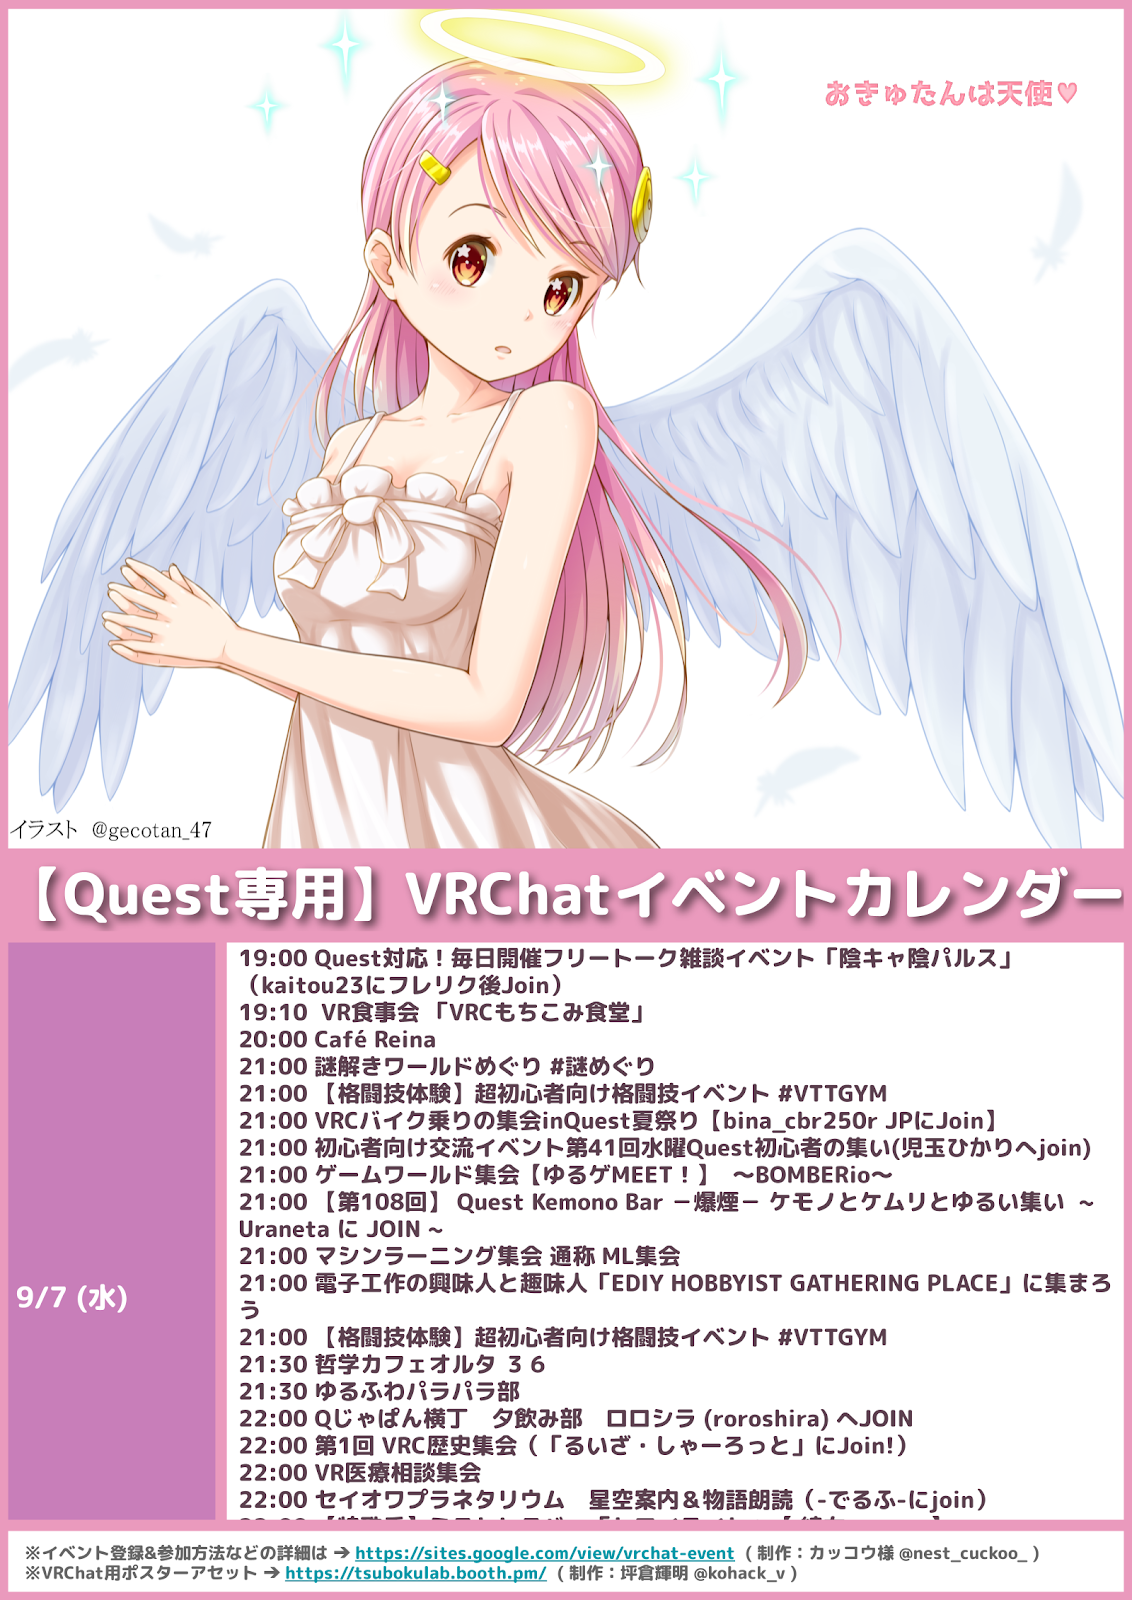 おきゅたんは天使♥
イラスト @gecotan_47
【Quest専用】VRChatイベントカレンダー
9/7 (水)
19:00 Quest対応！毎日開催フリートーク雑談イベント「陰キャ陰パルス」
（kaitou23にフレリク後Join）
19:10 VR食事会 「VRCもちこみ食堂」
20:00 Café Reina
21:00 謎解きワールドめぐり #謎めぐり
21:00 【格闘技体験】超初心者向け格闘技イベント #VTTGYM
21:00 VRCバイク乗りの集会inQuest夏祭り【bina_cbr250r JPにJoin】
21:00 初心者向け交流イベント第41回水曜Quest初心者の集い(児玉ひかりへjoin)
21:00 ゲームワールド集会【ゆるゲMEET！】 〜BOMBERio〜
21:00 【第108回】 Quest Kemono Bar －爆煙－ ケモノとケムリとゆるい集い ~
Uraneta に JOIN ~
21:00 マシンラーニング集会 通称 ML集会
21:00 電子工作の興味人と趣味人「EDIY HOBBYIST GATHERING PLACE」に集まろ
う
21:00 【格闘技体験】超初心者向け格闘技イベント #VTTGYM
21:30 哲学カフェオルタ ３６
21:30 ゆるふわパラパラ部
22:00 Qじゃぱん横丁　夕飲み部　ロロシラ (roroshira) へJOIN
22:00 第1回 VRC歴史集会（「るいざ・しゃーろっと」にJoin!）
22:00 VR医療相談集会
22:00 セイオワプラネタリウム　星空案内＆物語朗読（-でるふ-にjoin）
※イベント登録&参加方法などの詳細は → https://sites.google.com/view/vrchat-event ( 制作：カッコウ様 @nest_cuckoo_ )
※VRChat用ポスターアセット → https://tsubokulab.booth.pm/ ( 制作：坪倉輝明 @kohack_v )